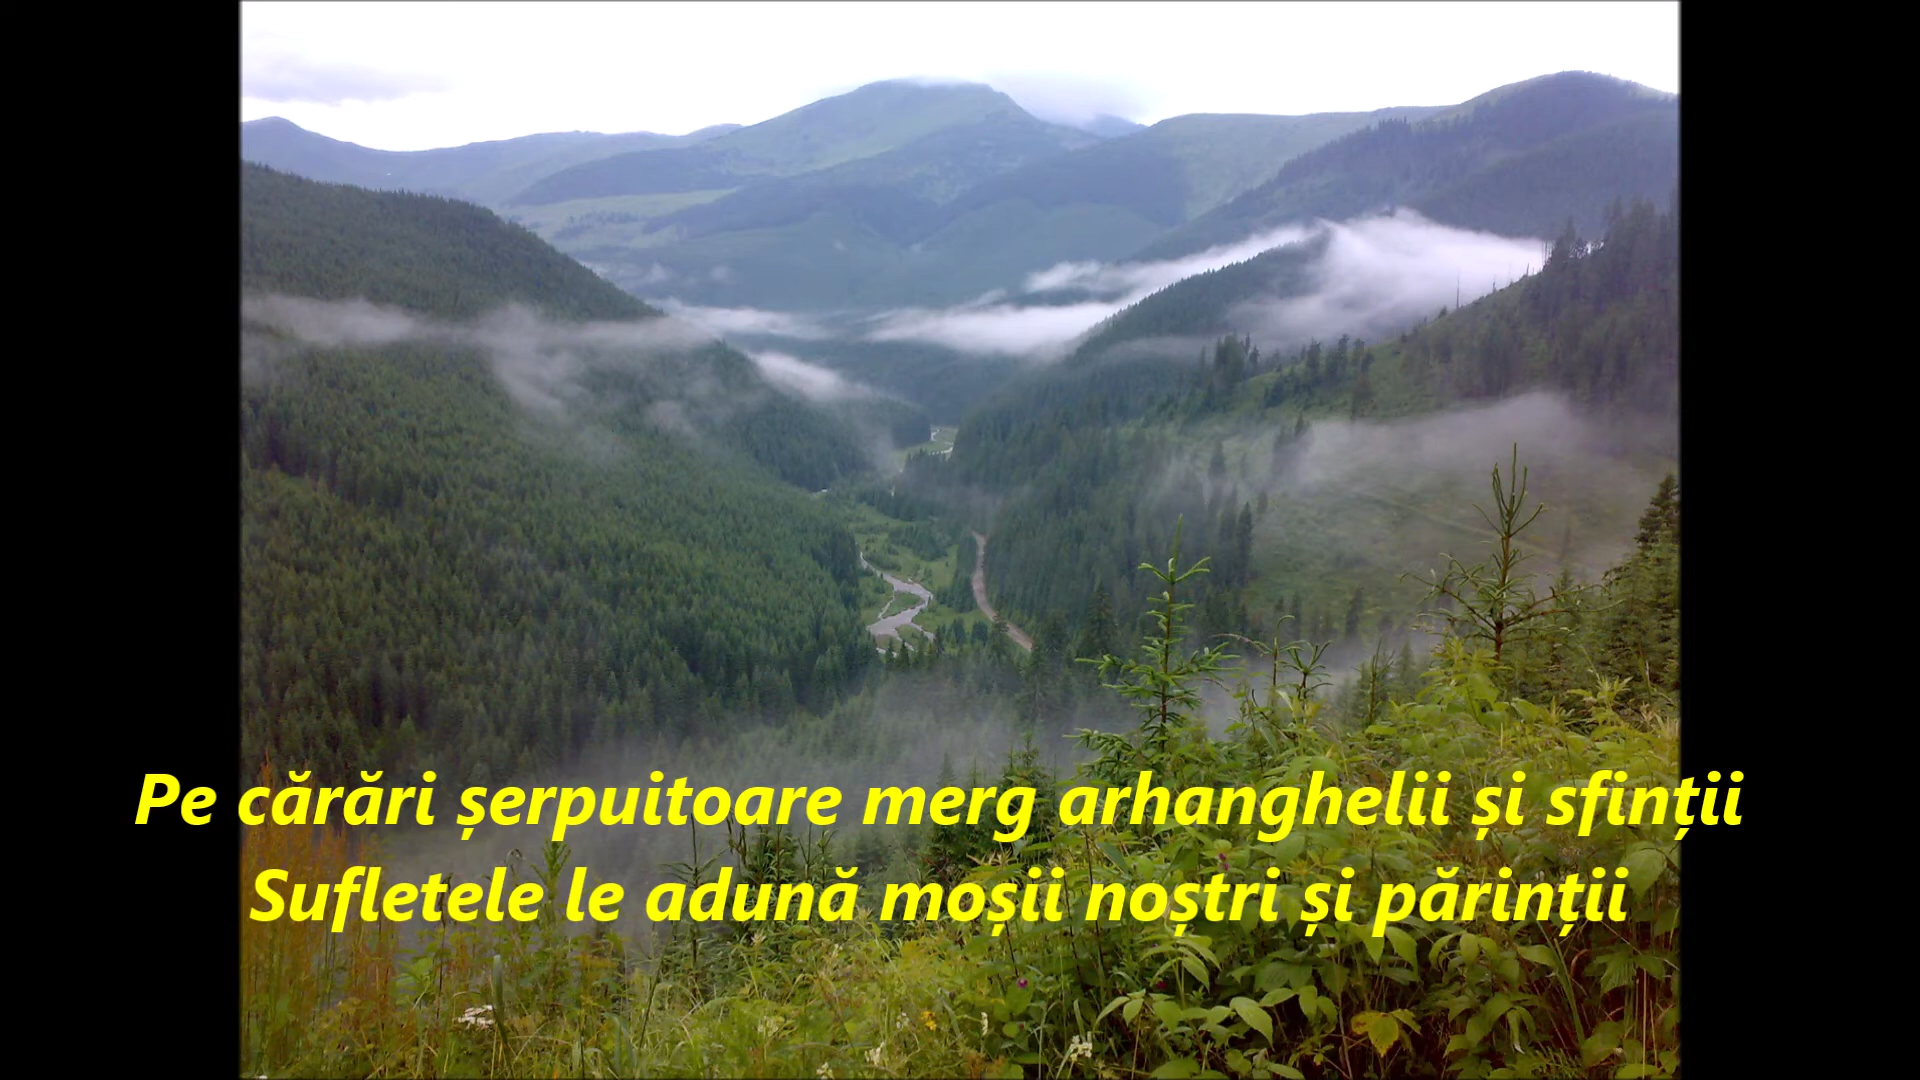 Pe cărări șerpuitoare merg arhanghelii și sfinții
Sufletele le adună moșii noștri și părinții